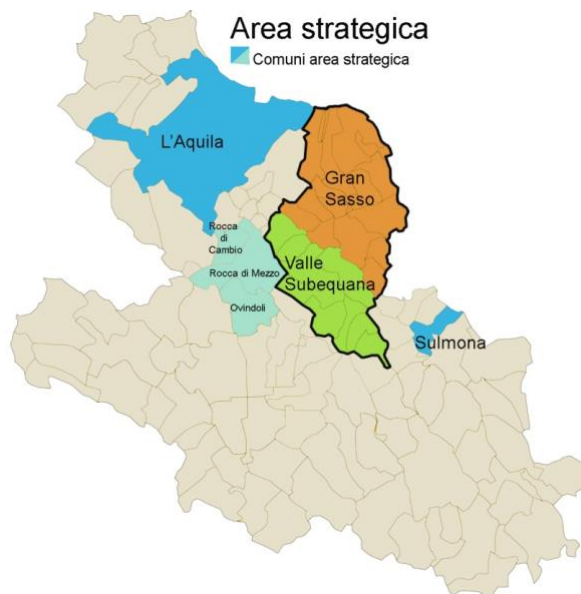 Area strategica
Comuni area strategica
L'Aquila
Gran
Sasso
Rocca
di
Cambio
Rocca di Mezzo
Ovindoli
Valle
Subequana
Sulmona